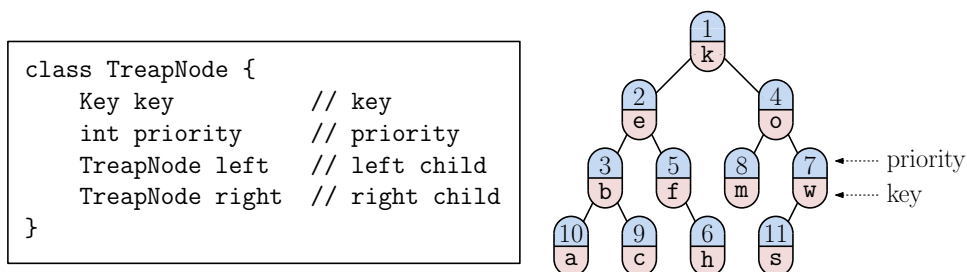 class TreapNode {
Key key // key
int priority // priority
TreapNode left // left child
TreapNode right // right child
}
1
k
2 4
e o
3 5 8 7 priority
b f m w key
10 9 6 11
a c h s